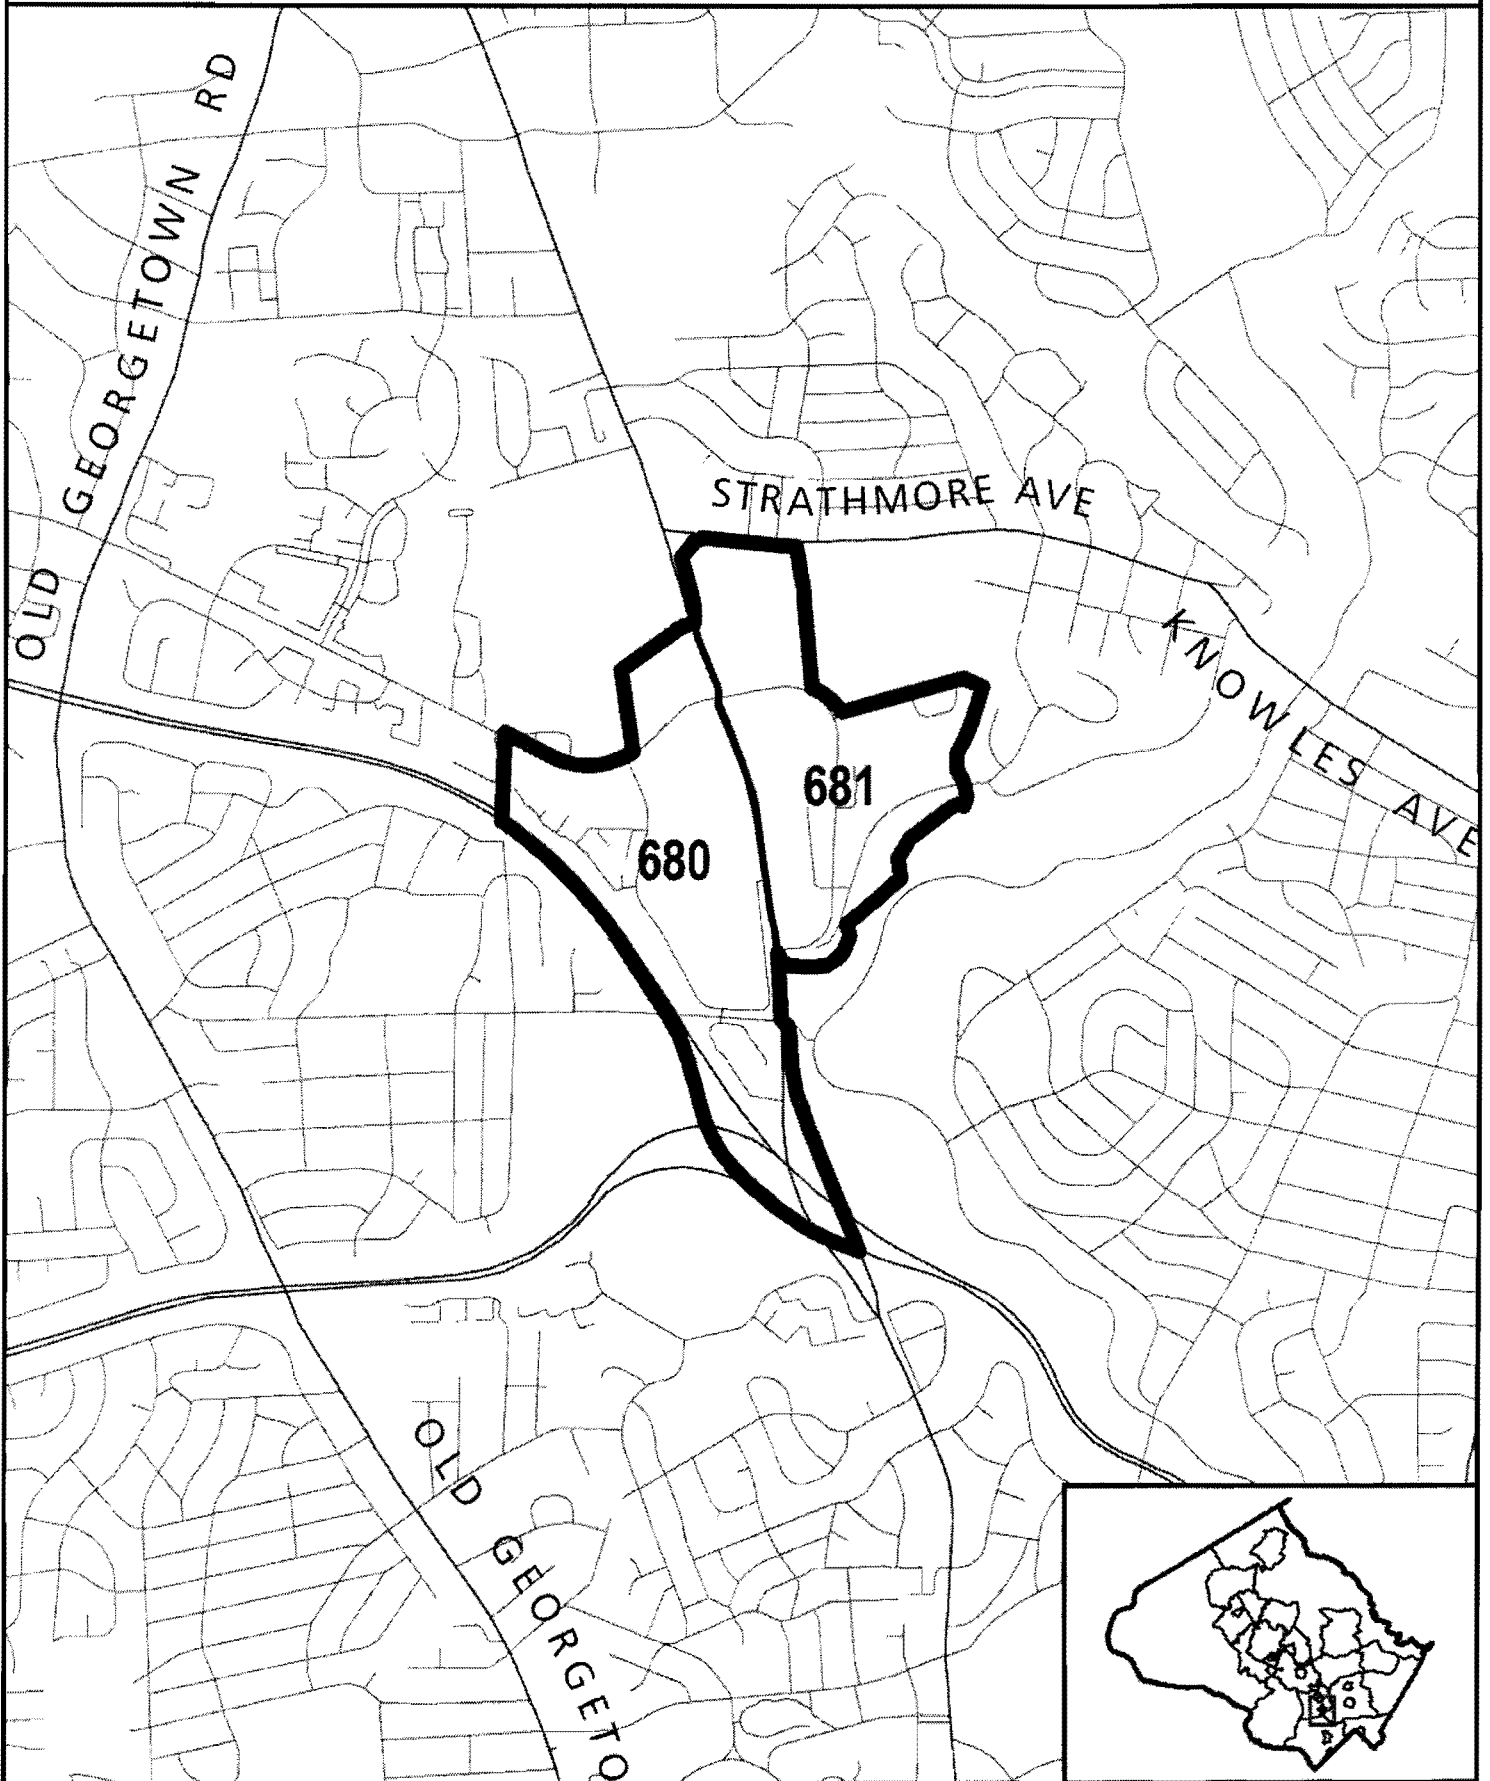 OLD GEORGETOWN RD
STRATHMORE AVE
KNOWLES AVE
681
680
OLD GEORGETO